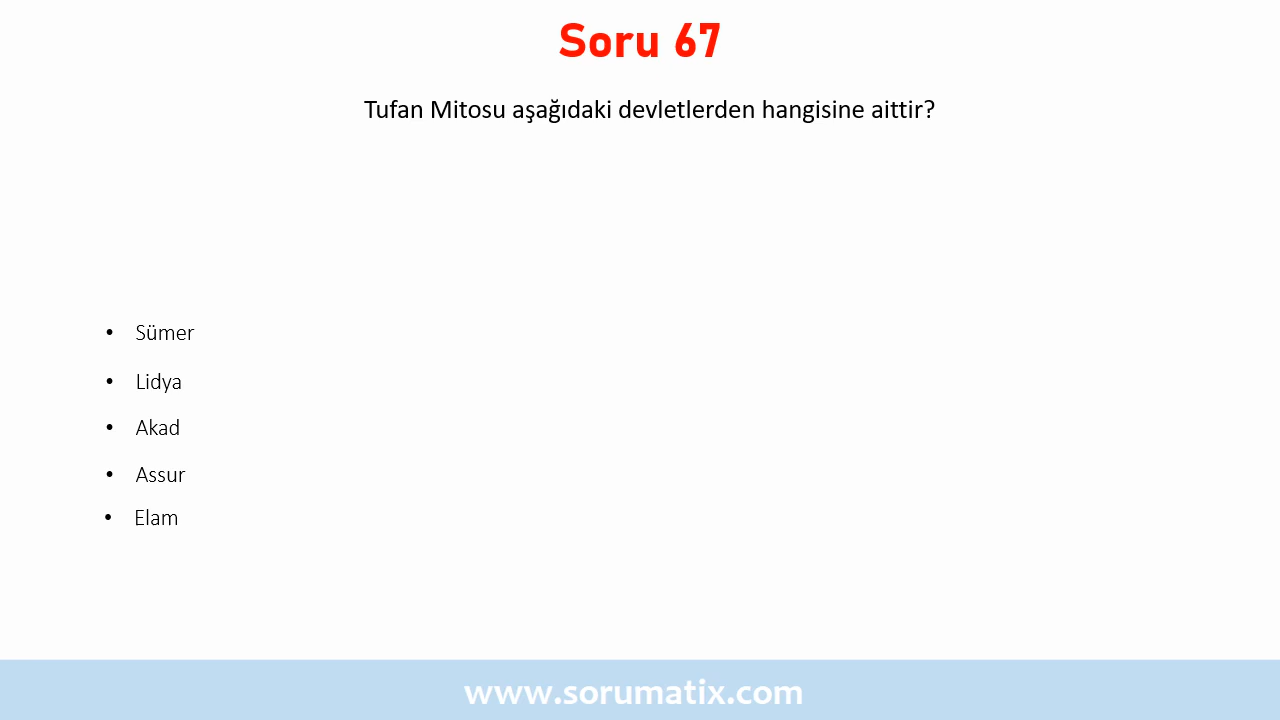 Soru 67
Tufan Mitosu aşağıdaki devletlerden hangisine aittir?
• Sümer
• Lidya
• Akad
• Assur
• Elam
www.sorumatix.com